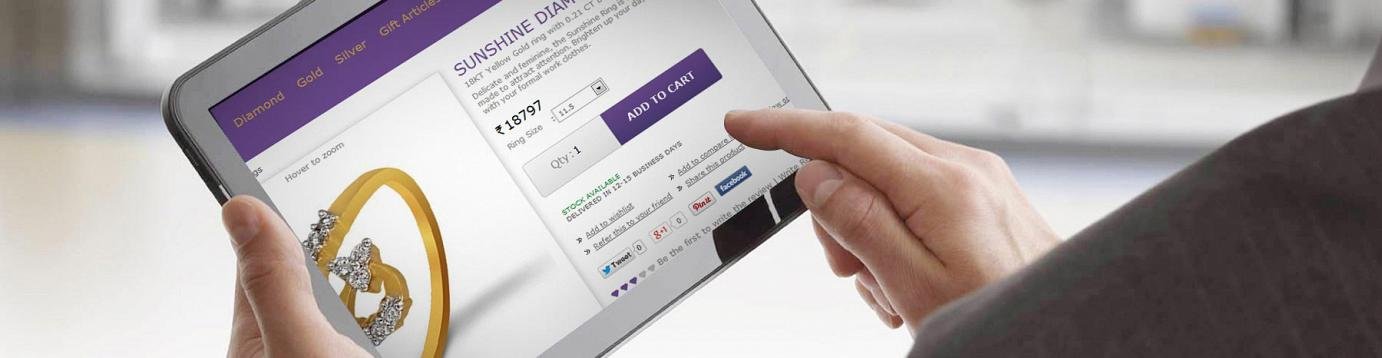 Diamond Gold Silver Gift Articles
Hover to zoom
SUNSHINE DIAM
18KT Yellow Gold ring with 0.21 CT
Delicate and feminine, the Sunshine Ring is
made to attract attention. Brighten up your day
with your formal work clothes.
₹18797
Ring Size : 11.5
Qty : 1
ADD TO CART
STOCK AVAILABLE
DELIVERED IN 12-15 BUSINESS DAYS
» Add to wishlist
» Add to compare
» Refer this to your friend
» Share this product
Tweet 0 g+1 0 Pin it facebook
Be the first to write the review | Write